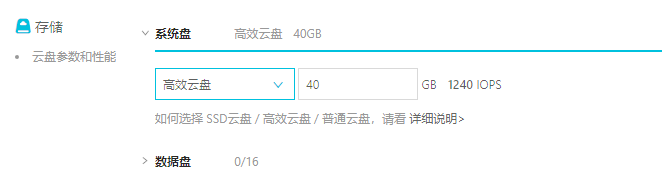 存储
云盘参数和性能
系统盘 高效云盘 40GB
高效云盘 40 GB 1240 IOPS
如何选择 SSD云盘 / 高效云盘 / 普通云盘，请看 详细说明>
数据盘 0/16